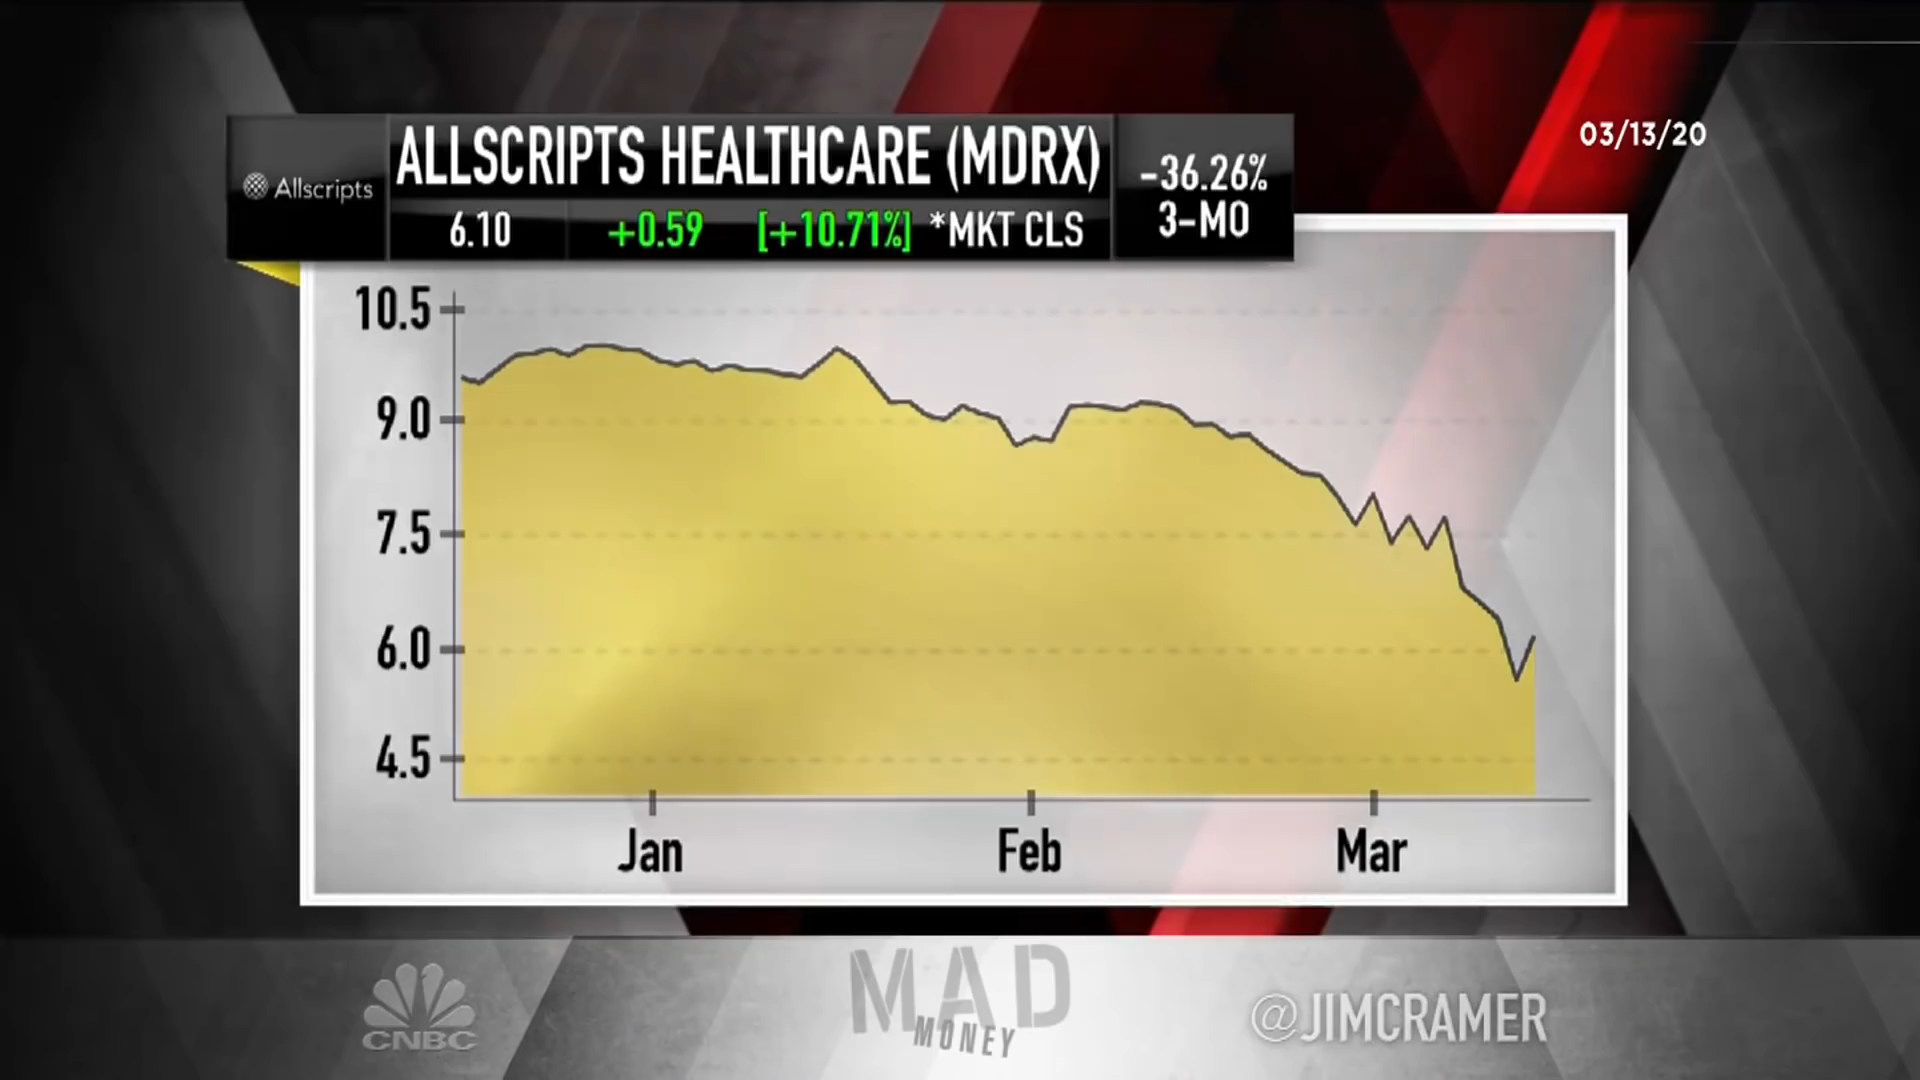 03/13/20
Allscripts
ALLSCRIPTS HEALTHCARE (MDRX)
6.10 +0.59 [+10.71%] *MKT CLS
-36.26%
3-MO
10.5
9.0
7.5
6.0
4.5
Jan Feb Mar
CNBC
MAD
MONEY
@JIMCRAMER